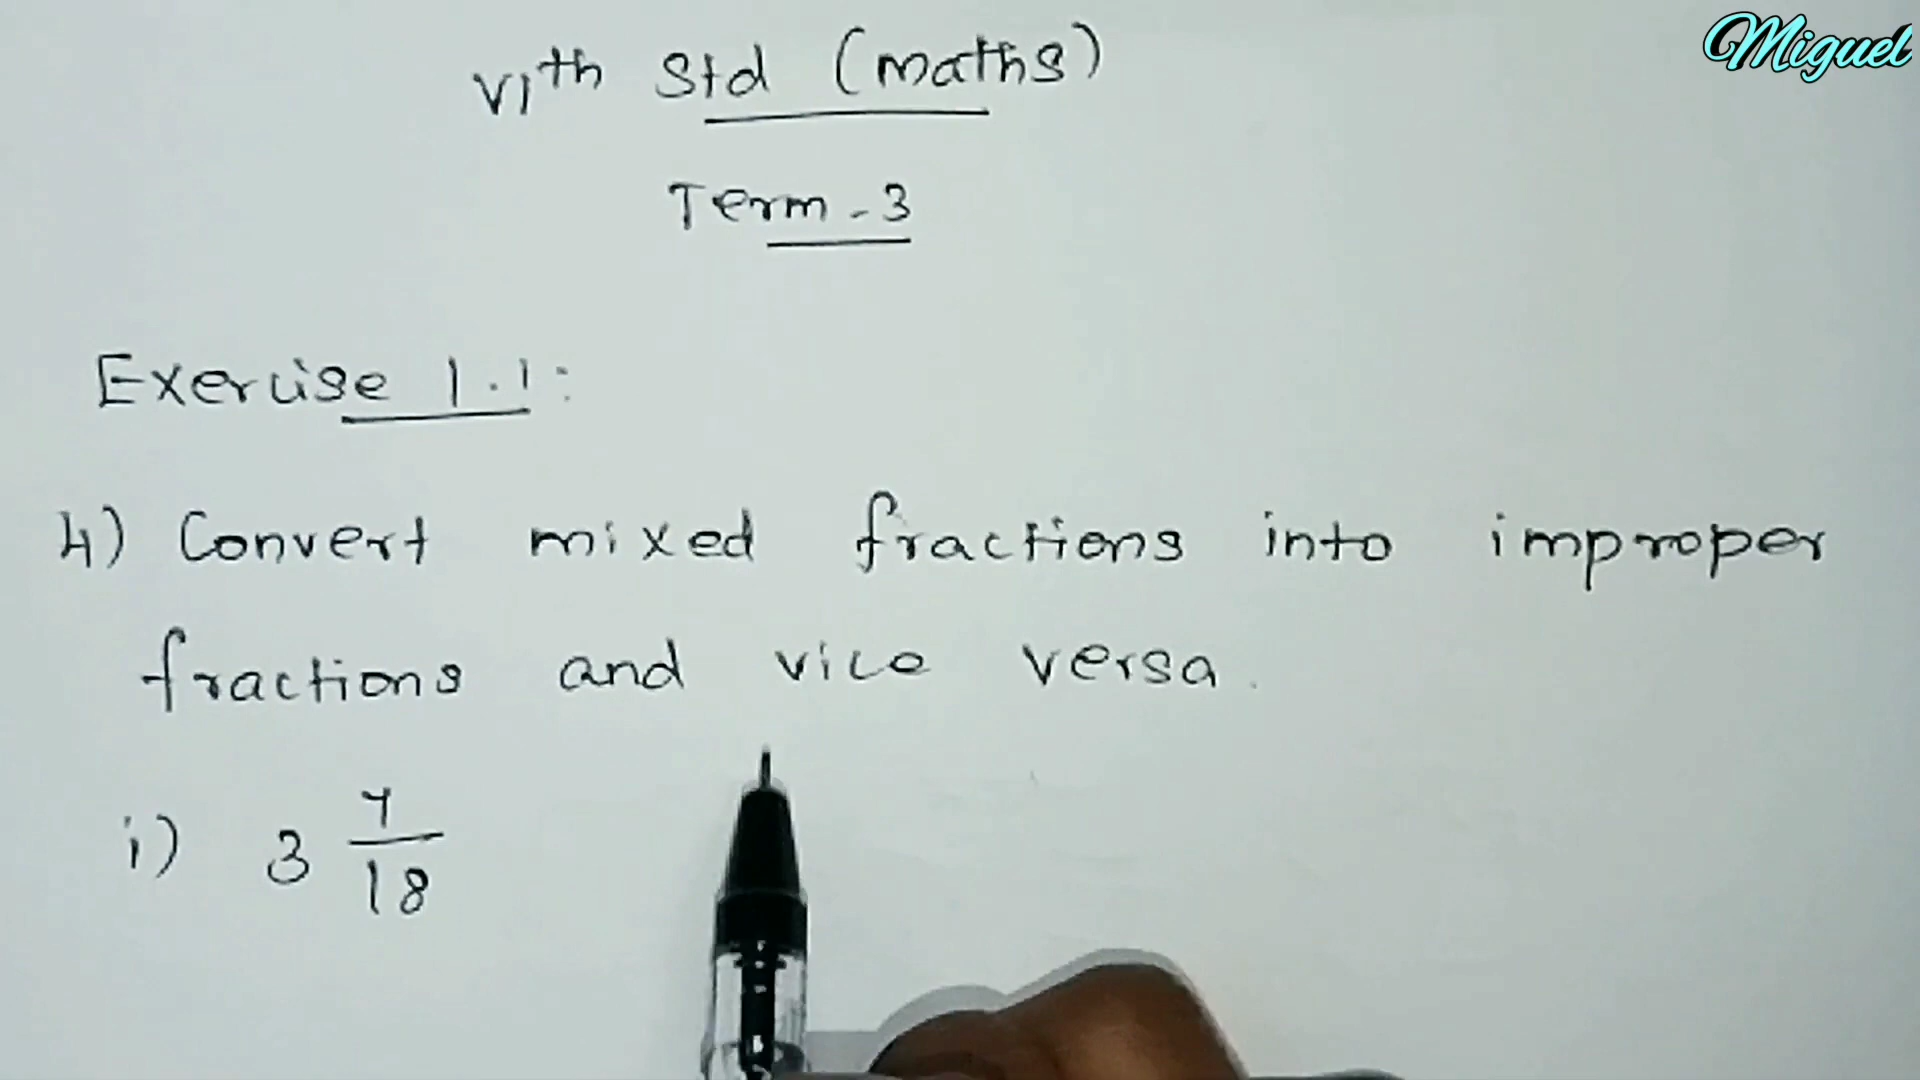 Miguel
VIth Std (maths)
Term - 3
Exercise 1.1:
4) Convert mixed fractions into improper
fractions and vice versa.
i) 3 7/18